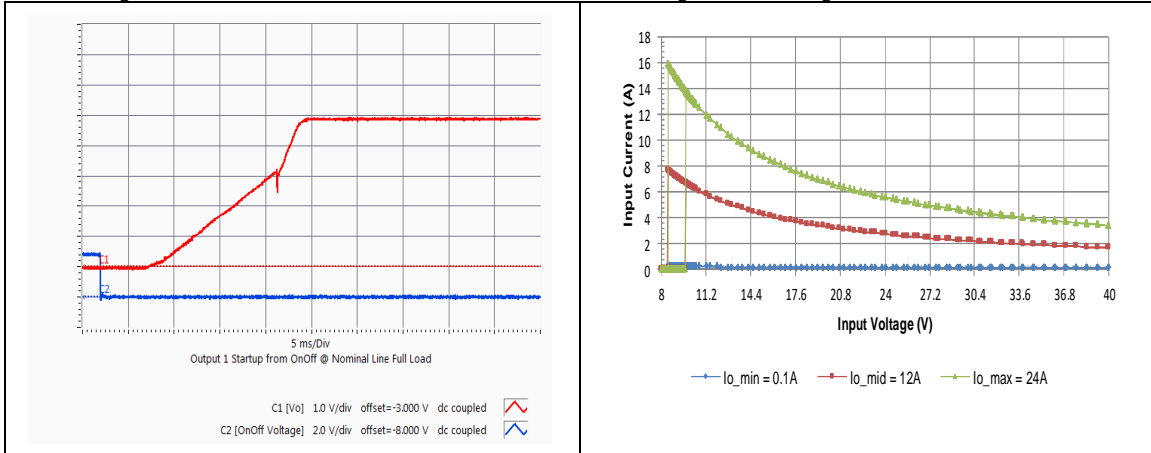 C1
C2
5 ms/Div
Output 1 Startup from OnOff @ Nominal Line Full Load
C1 [Vo] 1.0 V/div offset=-3.000 V dc coupled
C2 [OnOff Voltage] 2.0 V/div offset=-8.000 V dc coupled
Input Current (A)
18
16
14
12
10
8
6
4
2
0
8 11.2 14.4 17.6 20.8 24 27.2 30.4 33.6 36.8 40
Input Voltage (V)
Io_min = 0.1A Io_mid = 12A Io_max = 24A